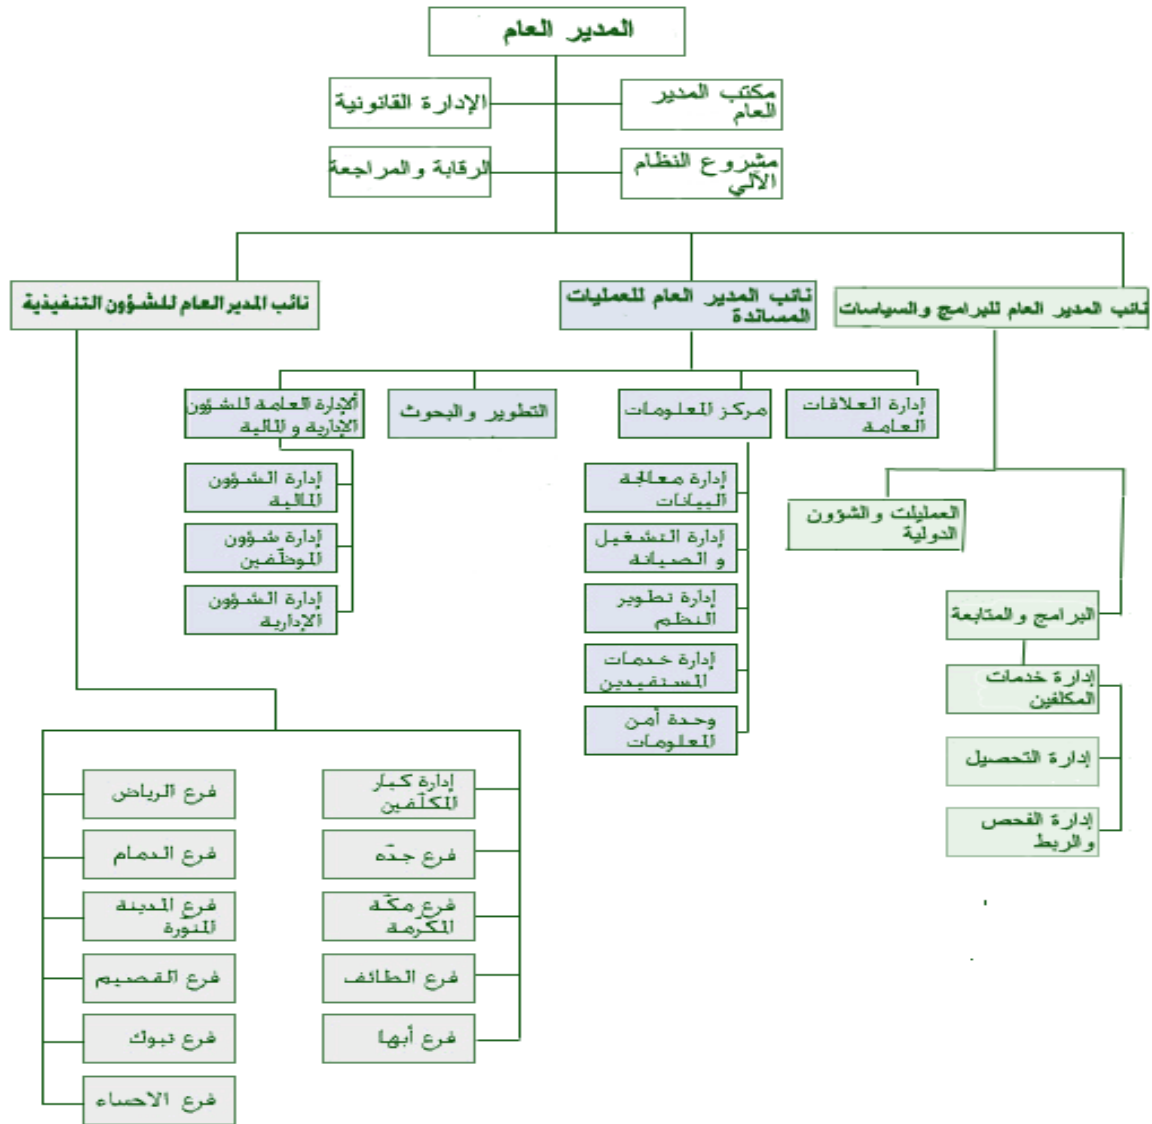 المدير العام
مكتب المدير
العام
الإدارة القانونية
مشروع النظام
الآلي
الرقابة والمراجعة
نائب المدير العام للبرامج والسياسات
نائب المدير العام للعمليات
المساندة
نائب المدير العام للشؤون التنفيذية
إدارة العلاقات
العامة
مركز المعلومات
التطوير والبحوث
الإدارة العامة للشؤون
الإدارية و المالية
إدارة معالجة
البيانات
إدارة التشغيل
و الصيانة
إدارة تطوير
النظم
إدارة خدمات
المستفيدين
وحدة أمن
المعلومات
إدارة الشؤون
المالية
إدارة شؤون
الموظفين
إدارة الشؤون
الإدارية
العمليلت والشؤون
الدولية
البرامج والمتابعة
إدارة خدمات
المكلفين
إدارة التحصيل
إدارة الفحص
والربط
إدارة كبار
المكلفين
فرع جدّه
فرع مكّة
المكرمة
فرع الطائف
فرع أبها
فرع الرياض
فرع الدمام
فرع المدينة
المنوّرة
فرع القصيم
فرع تبوك
فرع الاحساء